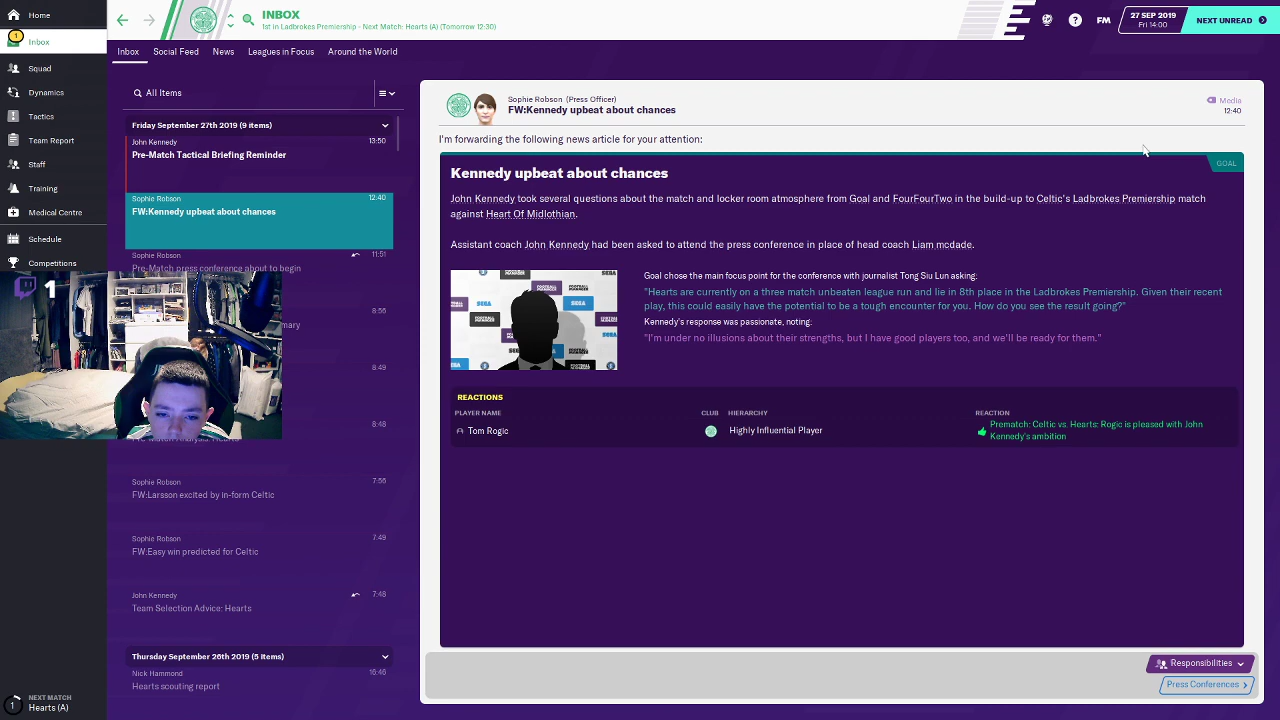 INBOX
1st in Ladbrokes Premiership - Next Match: Hearts (A) (Tomorrow 12:30)
FM
27 SEP 2019
Fri 14:00
NEXT UNREAD
1
Inbox
Squad
Dynamics
Tactics
Team Report
Staff
Training
Medical Centre
Schedule
Competitions
Inbox
Social Feed
News
Leagues in Focus
Around the World
All Items
Friday September 27th 2019 (9 items)
John Kennedy
13:50
Pre-Match Tactical Briefing Reminder
Sophie Robson
12:40
FW:Kennedy upbeat about chances
Sophie Robson
11:51
Pre-Match press conference about to begin
8:56
mary
8:49
8:48
Sophie Robson
7:56
FW:Larsson excited by in-form Celtic
Sophie Robson
7:49
FW:Easy win predicted for Celtic
John Kennedy
7:48
Team Selection Advice: Hearts
Thursday September 26th 2019 (5 items)
Nick Hammond
16:46
Hearts scouting report
1
NEXT MATCH
Hearts (A)
Sophie Robson (Press Officer)
FW:Kennedy upbeat about chances
Media
12:40
I'm forwarding the following news article for your attention:
GOAL
Kennedy upbeat about chances
John Kennedy took several questions about the match and locker room atmosphere from Goal and FourFourTwo in the build-up to Celtic's Ladbrokes Premiership match
against Heart Of Midlothian.
Assistant coach John Kennedy had been asked to attend the press conference in place of head coach Liam mcdade.
Goal chose the main focus point for the conference with journalist Tong Siu Lun asking:
"Hearts are currently on a three match unbeaten league run and lie in 8th place in the Ladbrokes Premiership. Given their recent
play, this could easily have the potential to be a tough encounter for you. How do you see the result going?"
Kennedy's response was passionate, noting:
"I'm under no illusions about their strengths, but I have good players too, and we'll be ready for them."
REACTIONS
PLAYER NAME
CLUB
HIERARCHY
REACTION
Tom Rogic
Highly Influential Player
Prematch: Celtic vs. Hearts: Rogic is pleased with John
Kennedy's ambition
Responsibilities
Press Conferences